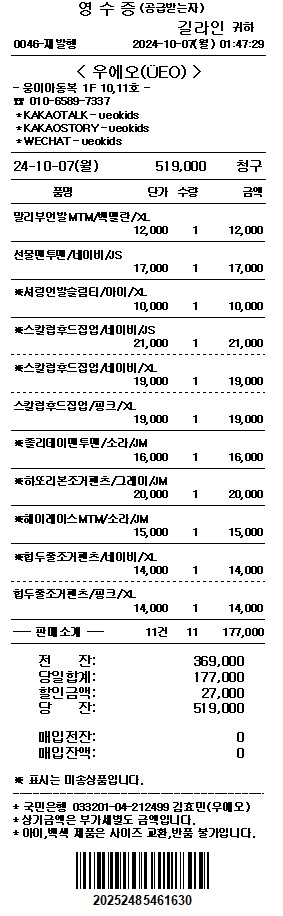 영 수 증(공급받는자)
길라인 귀하
0046-재발행 2024-10-07(월) 01:47:29
< 우에오(ÜEO) >
- 웅이아동복 1F 10,11호 -
☎ 010-6589-7337
*KAKAOTALK-ueokids
*KAKAOSTORY-ueokids
*WECHAT-ueokids
24-10-07(월) 519,000 청구
품명 단가 수량 금액
말리부언발MTM/백멜란/XL
12,000 1 12,000
선물맨투맨/네이비/JS
17,000 1 17,000
※셔링언발슬림티/아이/XL
10,000 1 10,000
※스칼럽후드집업/네이비/JS
21,000 1 21,000
※스칼럽후드집업/네이비/XL
19,000 1 19,000
스칼럽후드집업/핑크/XL
19,000 1 19,000
※홀리데이맨투맨/소라/JM
16,000 1 16,000
※하또리본조거팬츠/그레이/JM
20,000 1 20,000
※헤이레이스MTM/소라/JM
15,000 1 15,000
※힙두줄조거팬츠/네이비/XL
14,000 1 14,000
힙두줄조거팬츠/핑크/XL
14,000 1 14,000
── 판매소계 ── 11건 11 177,000
전 잔: 369,000
당일합계: 177,000
할인금액: 27,000
당 잔: 519,000
매입전잔: 0
매입잔액: 0
※ 표시는 미송상품입니다.
* 국민은행 033201-04-212499 김효민(우에오)
* 상기금액은 부가세별도 금액입니다.
* 아이,백색 제품은 사이즈 교환,반품 불가입니다.
20252485461630